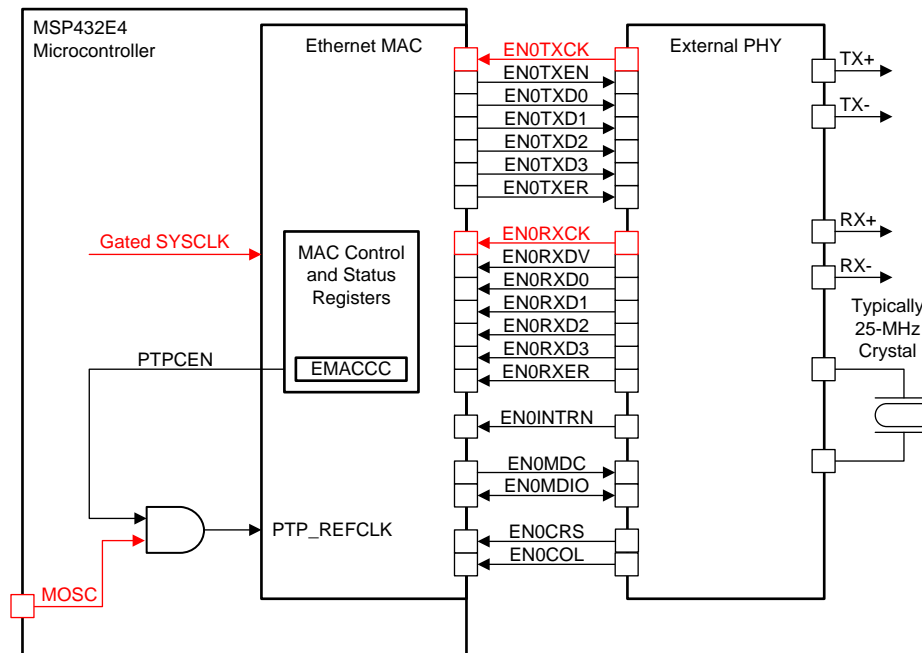 MSP432E4
Microcontroller
Ethernet MAC
External PHY
EN0TXCK
EN0TXEN
EN0TXD0
EN0TXD1
EN0TXD2
EN0TXD3
EN0TXER
TX+
TX-
Gated SYSCLK
MAC Control
and Status
Registers
EMACCC
EN0RXCK
EN0RXDV
EN0RXD0
EN0RXD1
EN0RXD2
EN0RXD3
EN0RXER
RX+
RX-
Typically
25-MHz
Crystal
PTPCEN
EN0INTRN
EN0MDC
EN0MDIO
PTP_REFCLK
EN0CRS
EN0COL
MOSC